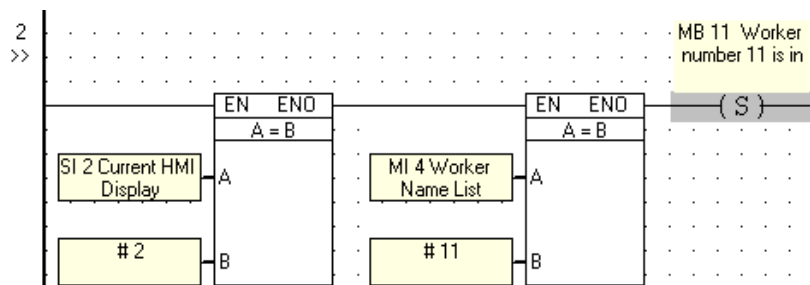 2
>>
MB 11 Worker
number 11 is in
EN ENO
A = B
EN ENO
A = B
( S )
SI 2 Current HMI
Display
A
MI 4 Worker
Name List
A
# 2
B
# 11
B